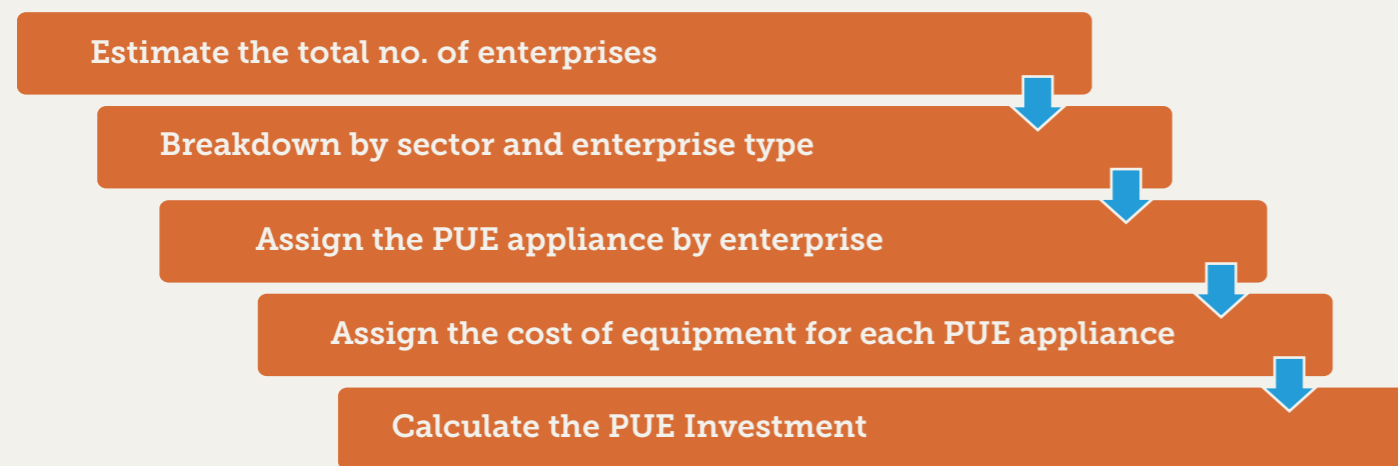 Estimate the total no. of enterprises
Breakdown by sector and enterprise type
Assign the PUE appliance by enterprise
Assign the cost of equipment for each PUE appliance
Calculate the PUE Investment